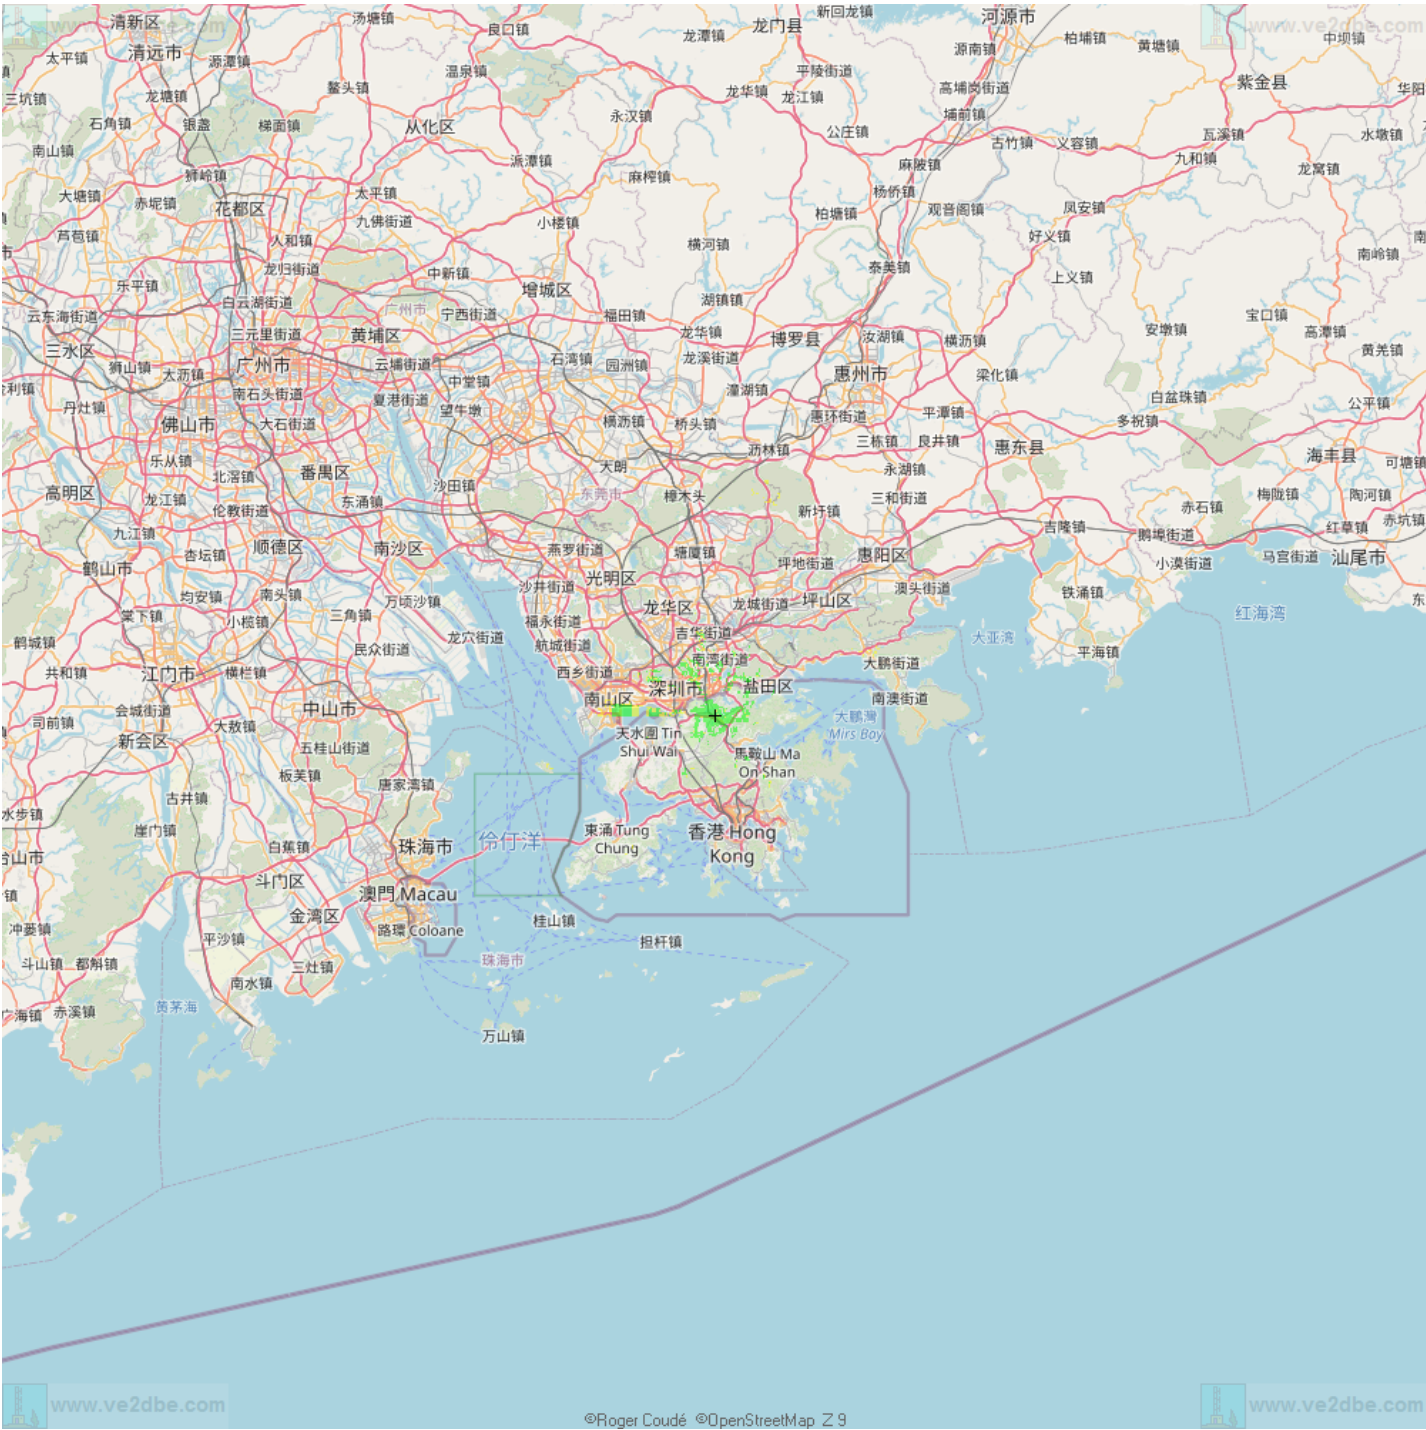 www.ve2dbe.com
清新区
汤塘镇
良口镇
新回龙镇
河源市
www.ve2dbe.com
龙门县
龙潭镇
源南镇
柏埔镇
黄塘镇
中坝镇
太平镇
清远市
源潭镇
温泉镇
平陵街道
紫金县
三坑镇
龙塘镇
鳌头镇
龙华镇
龙江镇
高埔岗街道
埔前镇
石角镇
银盏
梯面镇
从化区
永汉镇
公庄镇
古竹镇
义容镇
瓦溪镇
水墩镇
南山镇
狮岭镇
派潭镇
麻榨镇
麻陂镇
九和镇
龙窝镇
大塘镇
赤坭镇
太平镇
杨侨镇
花都区
九佛街道
小楼镇
柏塘镇
观音阁镇
凤安镇
芦苞镇
人和镇
横河镇
好义镇
南岭镇
龙归街道
中新镇
泰美镇
上义镇
乐平镇
白云湖街道
广州市
宁西街道
增城区
湖镇镇
福田镇
宝口镇
云东海街道
三元里街道
黄埔区
龙华镇
博罗县
汝湖镇
横沥镇
安墩镇
高潭镇
三水区
狮山镇
大沥镇
广州市
云埔街道
石湾镇
园洲镇
龙溪街道
黄羌镇
中堂镇
惠州市
梁化镇
南石头街道
夏港街道
潼湖镇
白盆珠镇
公平镇
丹灶镇
佛山市
大石街道
望牛墩
横沥镇
桥头镇
惠环街道
平潭镇
多祝镇
乐从镇
番禺区
大朗
沥林镇
三栋镇
良井镇
惠东县
海丰县
可塘镇
北滘镇
沙田镇
永湖镇
高明区
龙江镇
伦教街道
东涌镇
东莞市
樟木头
三和街道
梅陇镇
陶河镇
赤石镇
九江镇
新圩镇
吉隆镇
鹅埠街道
红草镇
赤坑镇
杏坛镇
顺德区
南沙区
燕罗街道
塘厦镇
坪地街道
惠阳区
小漠街道
马宫街道
汕尾市
鹤山市
光明区
均安镇
南头镇
万顷沙镇
沙井街道
龙华区
龙城街道
坪山区
澳头街道
铁涌镇
棠下镇
小榄镇
三角镇
福永街道
吉华街道
红海湾
鹤城镇
龙穴街道
航城街道
大亚湾
共和镇
江门市
横栏镇
民众街道
西乡街道
南湾街道
大鹏街道
平海镇
会城街道
中山市
南山区
深圳市
盐田区
南澳街道
司前镇
大敖镇
大鵬灣
Mirs Bay
新会区
五桂山街道
天水圍 Tin
Shui Wai
馬鞍山 Ma
On Shan
板芙镇
唐家湾镇
古井镇
水步镇
崖门镇
白蕉镇
珠海市
伶仃洋
東涌 Tung
Chung
香港 Hong
Kong
斗门区
澳門 Macau
金湾区
路環 Coloane
桂山镇
担杆镇
冲蒌镇
平沙镇
斗山镇
都斛镇
三灶镇
珠海市
南水镇
黄茅海
赤溪镇
万山镇
www.ve2dbe.com
©Roger Coudé ©OpenStreetMap Z 9
www.ve2dbe.com